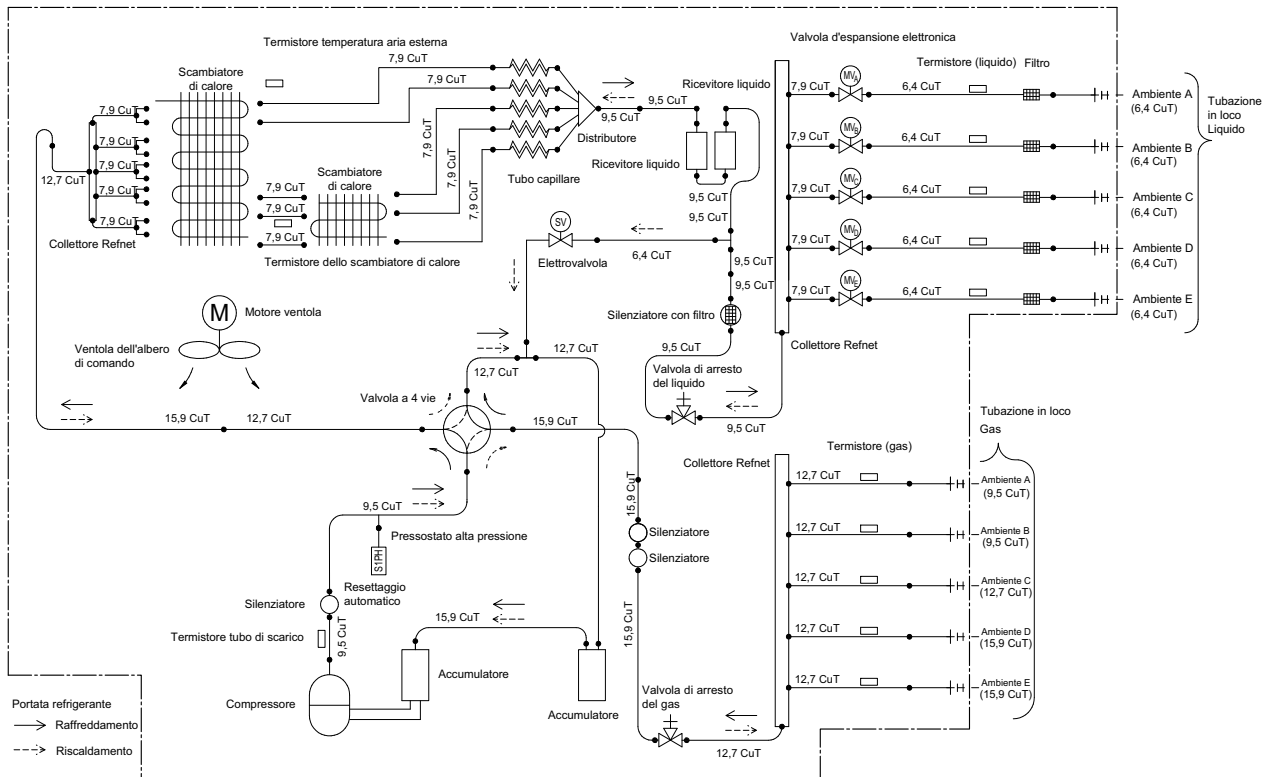 Termistore temperatura aria esterna
7,9 CuT
Scambiatore
di calore
7,9 CuT
7,9 CuT
7,9 CuT
7,9 CuT
7,9 CuT
7,9 CuT
12,7 CuT
Collettore Refnet
7,9 CuT
7,9 CuT
7,9 CuT
Scambiatore
di calore
Termistore dello scambiatore di calore
7,9 CuT
7,9 CuT
7,9 CuT
Tubo capillare
Distributore
9,5 CuT
9,5 CuT
Ricevitore liquido
Ricevitore liquido
9,5 CuT
9,5 CuT
SV
Elettrovalvola
6,4 CuT
9,5 CuT
9,5 CuT
Silenziatore con filtro
9,5 CuT
Valvola di arresto
del liquido
9,5 CuT
Valvola d'espansione elettronica
Termistore (liquido)
Filtro
7,9 CuT
MVA
6,4 CuT
Ambiente A
(6,4 CuT)
7,9 CuT
MVB
6,4 CuT
Ambiente B
(6,4 CuT)
7,9 CuT
MVC
6,4 CuT
Ambiente C
(6,4 CuT)
7,9 CuT
MVD
6,4 CuT
Ambiente D
(6,4 CuT)
7,9 CuT
MVE
6,4 CuT
Ambiente E
(6,4 CuT)
Tubazione
in loco
Liquido
Collettore Refnet
M
Motore ventola
Ventola dell'albero
di comando
15,9 CuT
12,7 CuT
Valvola a 4 vie
12,7 CuT
12,7 CuT
15,9 CuT
9,5 CuT
Pressostato alta pressione
S1PH
Resettaggio
automatico
Silenziatore
Termistore tubo di scarico
9,5 CuT
Compressore
Accumulatore
15,9 CuT
Accumulatore
15,9 CuT
Silenziatore
Silenziatore
15,9 CuT
Valvola di arresto
del gas
12,7 CuT
Collettore Refnet
Termistore (gas)
Tubazione in loco
Gas
12,7 CuT
Ambiente A
(9,5 CuT)
12,7 CuT
Ambiente B
(9,5 CuT)
12,7 CuT
Ambiente C
(12,7 CuT)
12,7 CuT
Ambiente D
(15,9 CuT)
12,7 CuT
Ambiente E
(15,9 CuT)
Portata refrigerante
Raffreddamento
Riscaldamento